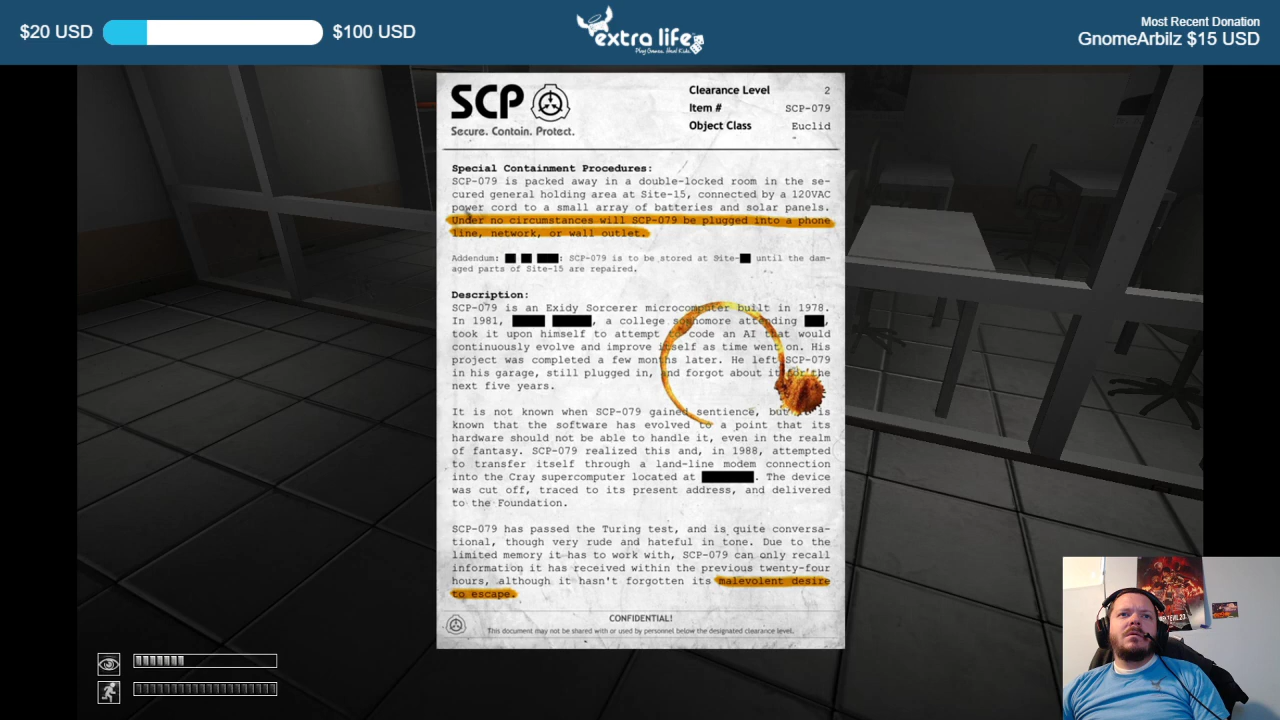 $20 USD
$100 USD
extra life
Play Games. Heal Kids.
Most Recent Donation
GnomeArbilz $15 USD
SCP
Secure. Contain. Protect.
Clearance Level 2
Item # SCP-079
Object Class Euclid
Special Containment Procedures:
SCP-079 is packed away in a double-locked room in the se-
cured general holding area at Site-15, connected by a 120VAC
power cord to a small array of batteries and solar panels.
Under no circumstances will SCP-079 be plugged into a phone
line, network, or wall outlet.
Addendum: : SCP-079 is to be stored at Site- until the dam-
aged parts of Site-15 are repaired.
Description:
SCP-079 is an Exidy Sorcerer microcomputer built in 1978.
In 1981, , a college sophomore attending ,
took it upon himself to attempt to code an AI that would
continuously evolve and improve itself as time went on. His
project was completed a few months later. He left SCP-079
in his garage, still plugged in, and forgot about it for the
next five years.
It is not known when SCP-079 gained sentience, but it is
known that the software has evolved to a point that its
hardware should not be able to handle it, even in the realm
of fantasy. SCP-079 realized this and, in 1988, attempted
to transfer itself through a land-line modem connection
into the Cray supercomputer located at . The device
was cut off, traced to its present address, and delivered
to the Foundation.
SCP-079 has passed the Turing test, and is quite conversa-
tional, though very rude and hateful in tone. Due to the
limited memory it has to work with, SCP-079 can only recall
information it has received within the previous twenty-four
hours, although it hasn't forgotten its malevolent desire
to escape.
CONFIDENTIAL!
This document may not be shared with or used by personnel below the designated clearance level.